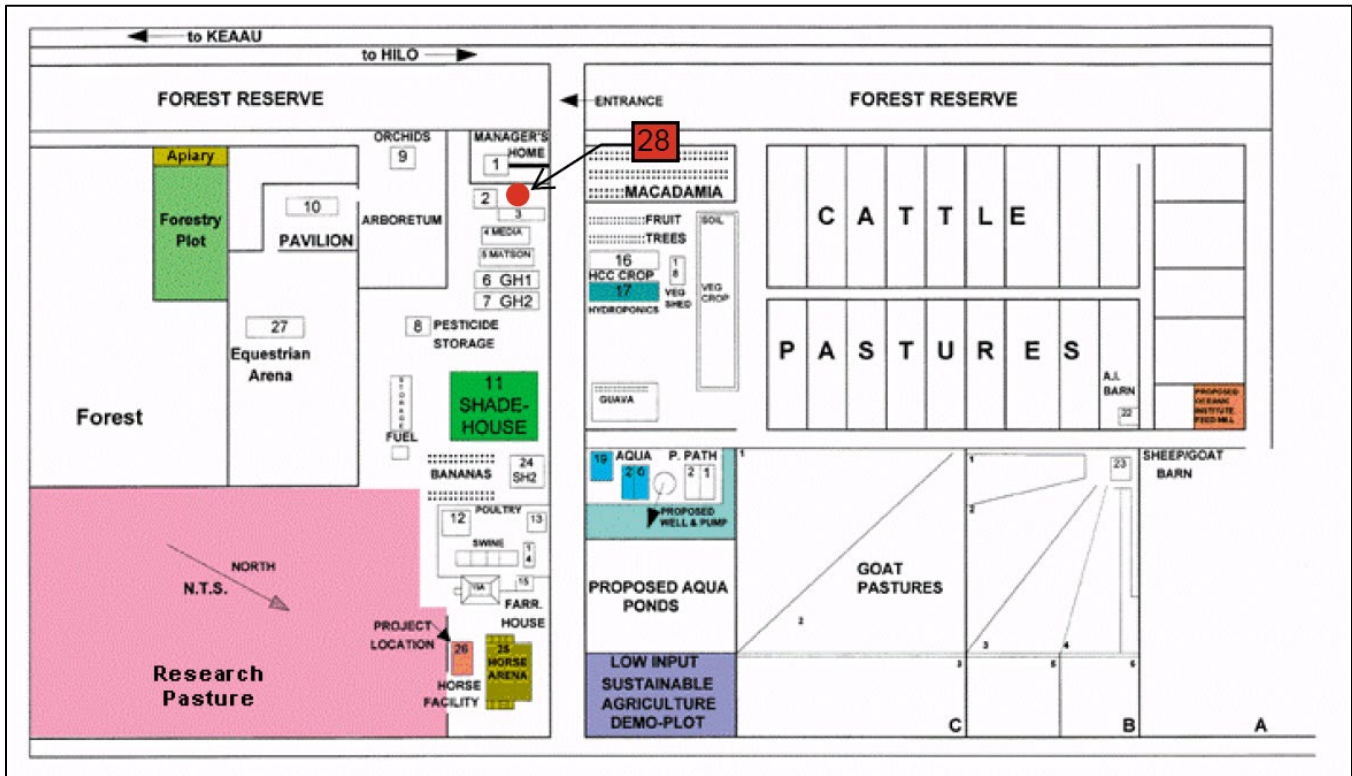 to KEAAU
to HILO
FOREST RESERVE
ENTRANCE
FOREST RESERVE
Apiary
ORCHIDS
9
MANAGER'S
HOME
1
28
MACADAMIA
Forestry
Plot
10
PAVILION
ARBORETUM
2
3
4 MEDIA
5 MATSON
6 GH1
7 GH2
8 PESTICIDE
STORAGE
FRUIT
TREES
16
HCC CROP
17
HYDROPONICS
1
8
VEG
SHED
SOIL
VEG
CROP
CATTLE
PASTURES
27
Equestrian
Arena
Forest
STORAGE
FUEL
11
SHADE-
HOUSE
GUAVA
A.I.
BARN
22
PROPOSED
OCEANIC
INSTITUTE
FEED MILL
BANANAS
24
SH2
19
AQUA
2 0
P. PATH
2 1
PROPOSED
WELL & PUMP
1
2
3
GOAT
PASTURES
1
2
3
4
5
6
23
SHEEP/GOAT
BARN
12
POULTRY
13
SWINE
1
4
15A
15
FARR.
HOUSE
NORTH
N.T.S.
PROJECT
LOCATION
26
HORSE
FACILITY
25
HORSE
ARENA
Research
Pasture
PROPOSED AQUA
PONDS
LOW INPUT
SUSTAINABLE
AGRICULTURE
DEMO-PLOT
C
B
A